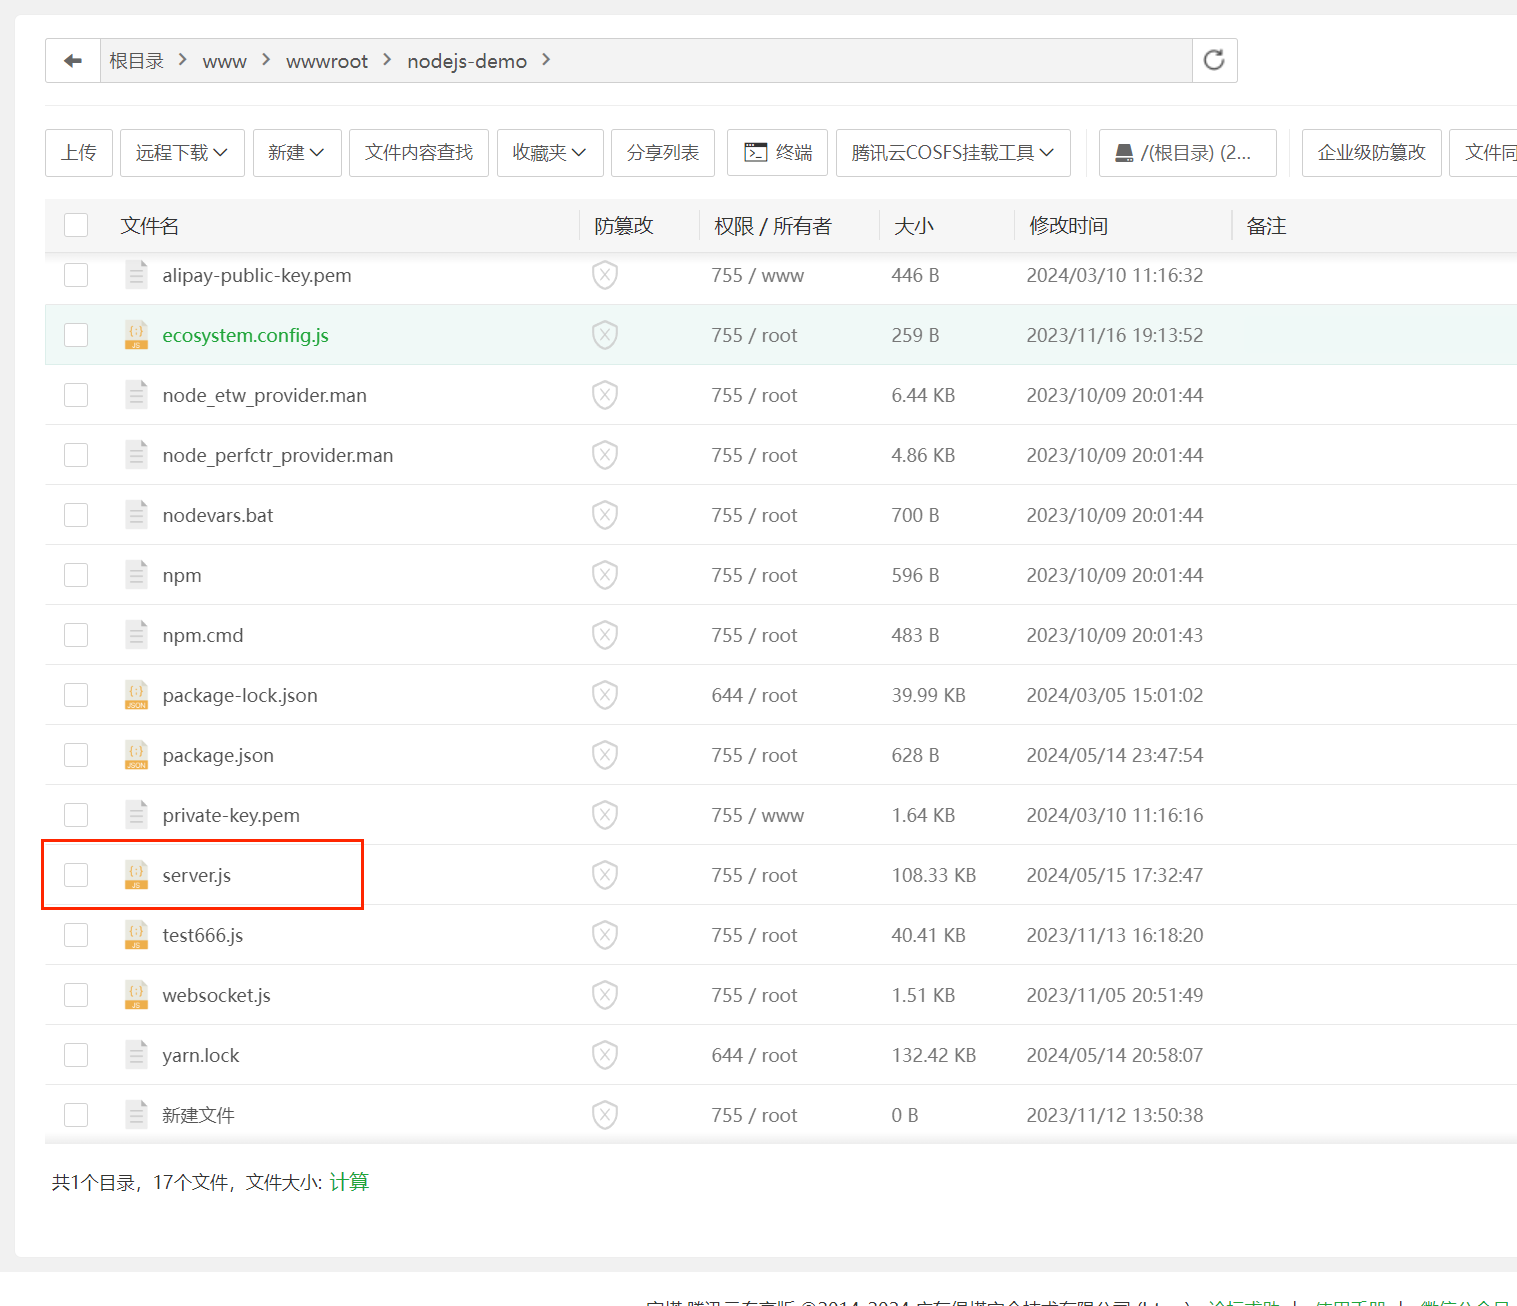 根目录 > www > wwwroot > nodejs-demo >
上传 远程下载 新建 文件内容查找 收藏夹 分享列表 终端 腾讯云COSFS挂载工具 /(根目录) (2... 企业级防篡改 文件同
文件名 防篡改 权限 / 所有者 大小 修改时间 备注
alipay-public-key.pem 755 / www 446 B 2024/03/10 11:16:32
ecosystem.config.js 755 / root 259 B 2023/11/16 19:13:52
node_etw_provider.man 755 / root 6.44 KB 2023/10/09 20:01:44
node_perfctr_provider.man 755 / root 4.86 KB 2023/10/09 20:01:44
nodevars.bat 755 / root 700 B 2023/10/09 20:01:44
npm 755 / root 596 B 2023/10/09 20:01:44
npm.cmd 755 / root 483 B 2023/10/09 20:01:43
package-lock.json 644 / root 39.99 KB 2024/03/05 15:01:02
package.json 755 / root 628 B 2024/05/14 23:47:54
private-key.pem 755 / www 1.64 KB 2024/03/10 11:16:16
server.js 755 / root 108.33 KB 2024/05/15 17:32:47
test666.js 755 / root 40.41 KB 2023/11/13 16:18:20
websocket.js 755 / root 1.51 KB 2023/11/05 20:51:49
yarn.lock 644 / root 132.42 KB 2024/05/14 20:58:07
新建文件 755 / root 0 B 2023/11/12 13:50:38
共1个目录，17个文件，文件大小: 计算